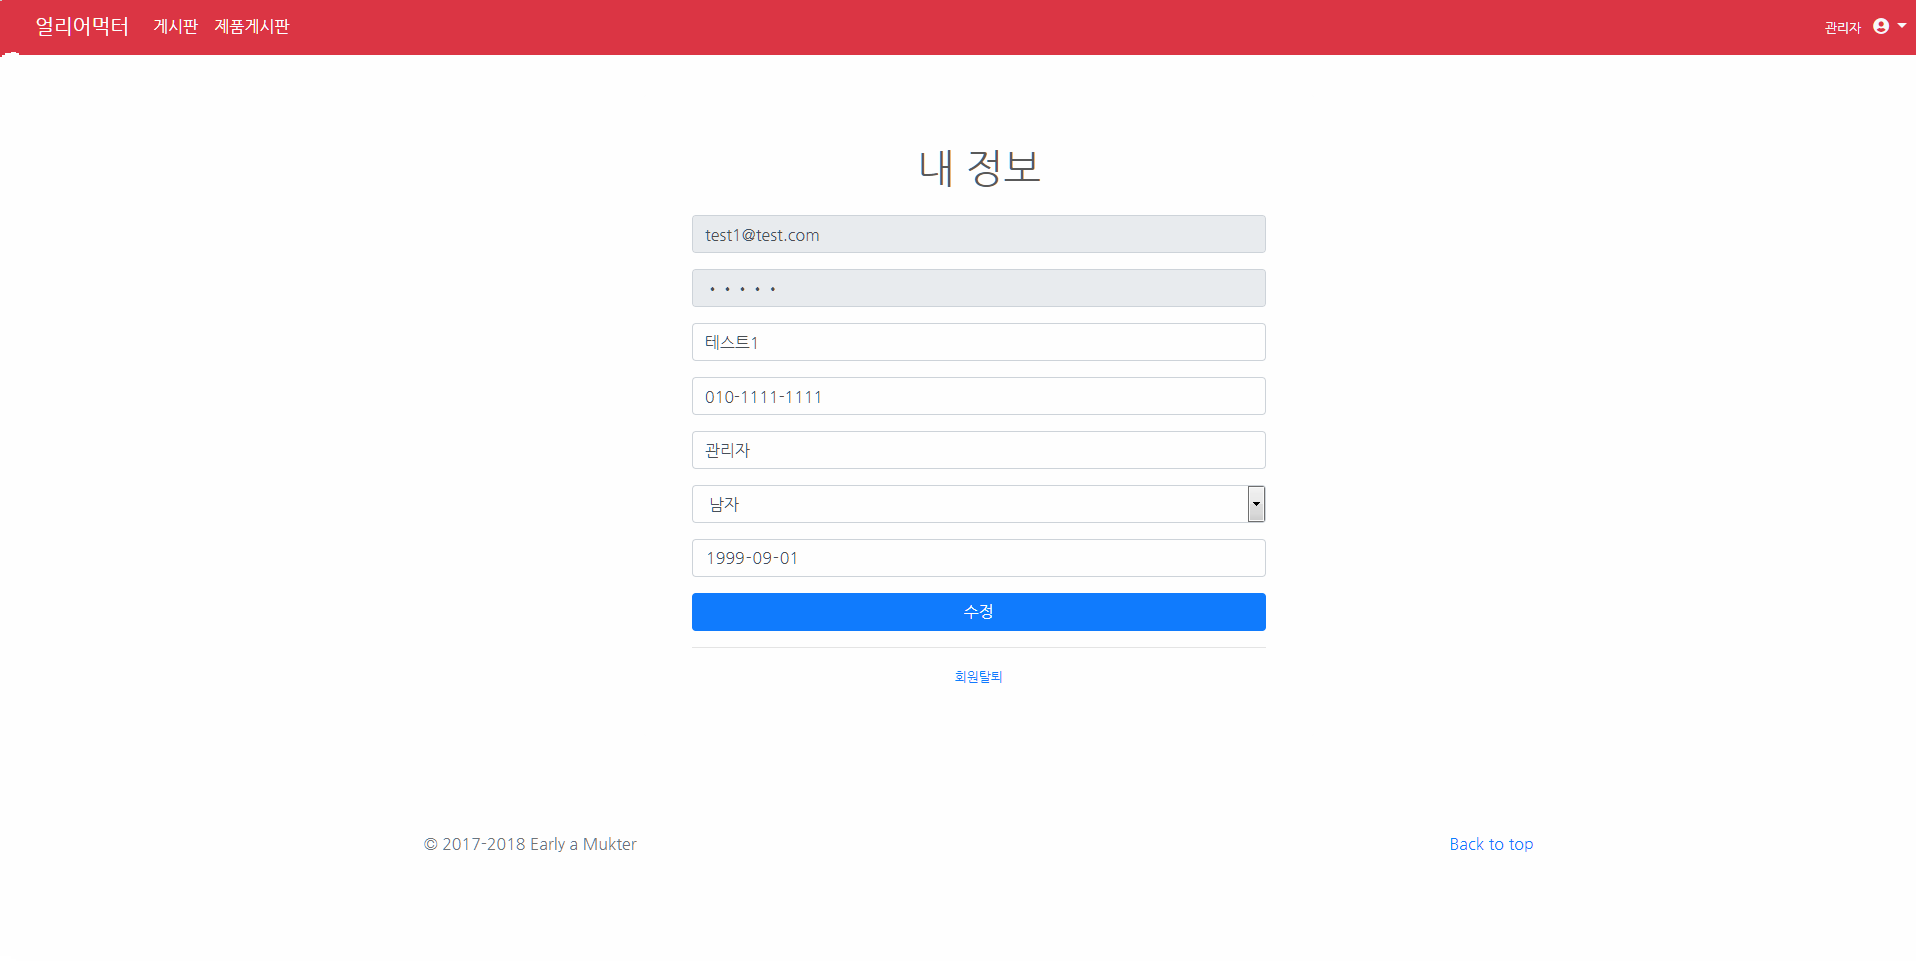 얼리어먹터 게시판 제품게시판 관리자
내 정보
test1@test.com
•••••
테스트1
010-1111-1111
관리자
남자
1999-09-01
수정
회원탈퇴
© 2017-2018 Early a Mukter Back to top